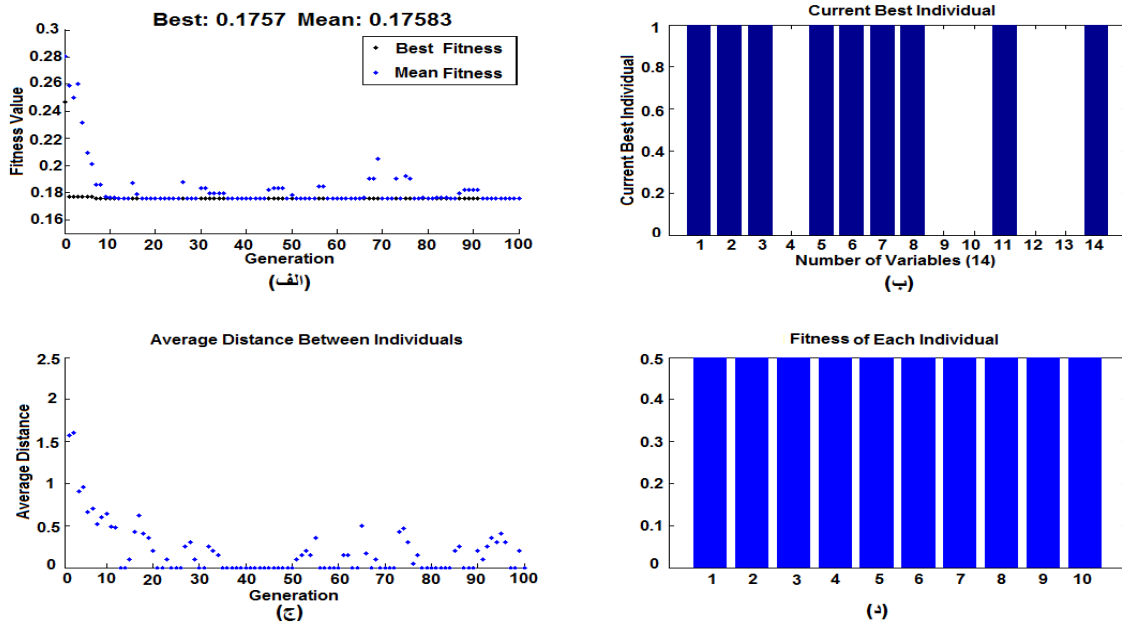 Best: 0.1757 Mean: 0.17583
Fitness Value
0.3
0.28
0.26
0.24
0.22
0.2
0.18
0.16
Best Fitness
Mean Fitness
0 10 20 30 40 50 60 70 80 90 100
Generation
(الف)
Current Best Individual
Current Best Individual
1
0.8
0.6
0.4
0.2
0
1 2 3 4 5 6 7 8 9 10 11 12 13 14
Number of Variables (14)
(ب)
Average Distance Between Individuals
Average Distance
2.5
2
1.5
1
0.5
0
0 10 20 30 40 50 60 70 80 90 100
Generation
(ج)
Fitness of Each Individual
0.5
0.4
0.3
0.2
0.1
0
1 2 3 4 5 6 7 8 9 10
(د)